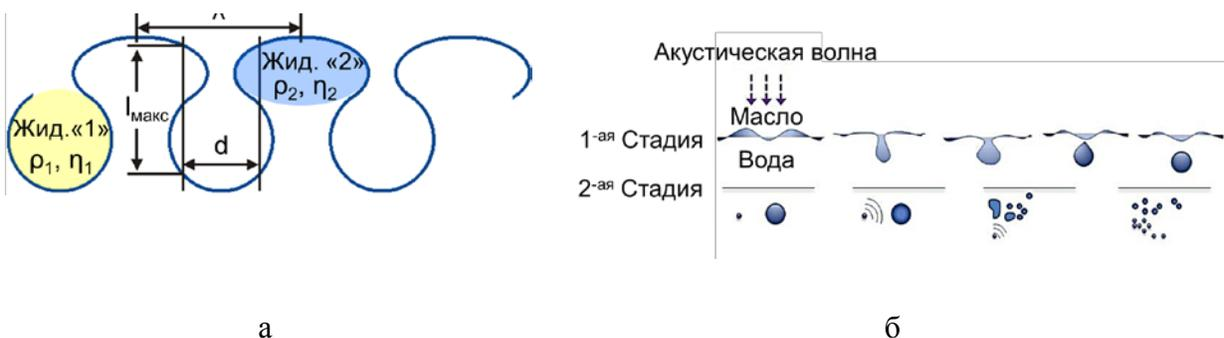 λ
Жид. «2»
ρ₂, η₂
lмакс
Жид.«1»
ρ₁, η₁
d
Акустическая волна
Масло
1-ая Стадия
Вода
2-ая Стадия
а
б